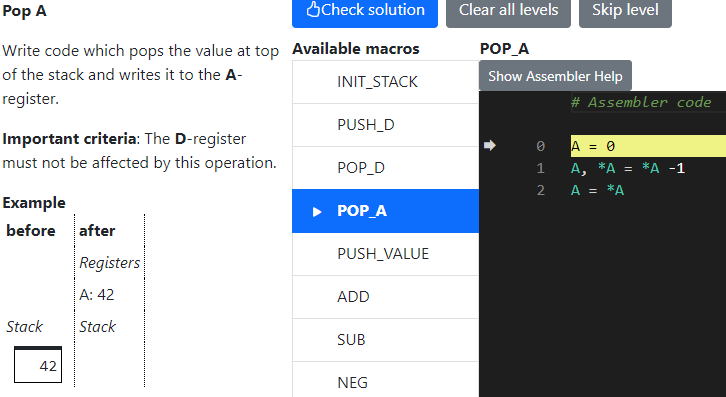 Pop A
Check solution
Clear all levels
Skip level
Write code which pops the value at top
of the stack and writes it to the A-
register.
Important criteria: The D-register
must not be affected by this operation.
Example
before after
Registers
A: 42
Stack Stack
42
Available macros
INIT_STACK
PUSH_D
POP_D
POP_A
PUSH_VALUE
ADD
SUB
NEG
POP_A
Show Assembler Help
# Assembler code
0 A = 0
1 A, *A = *A -1
2 A = *A